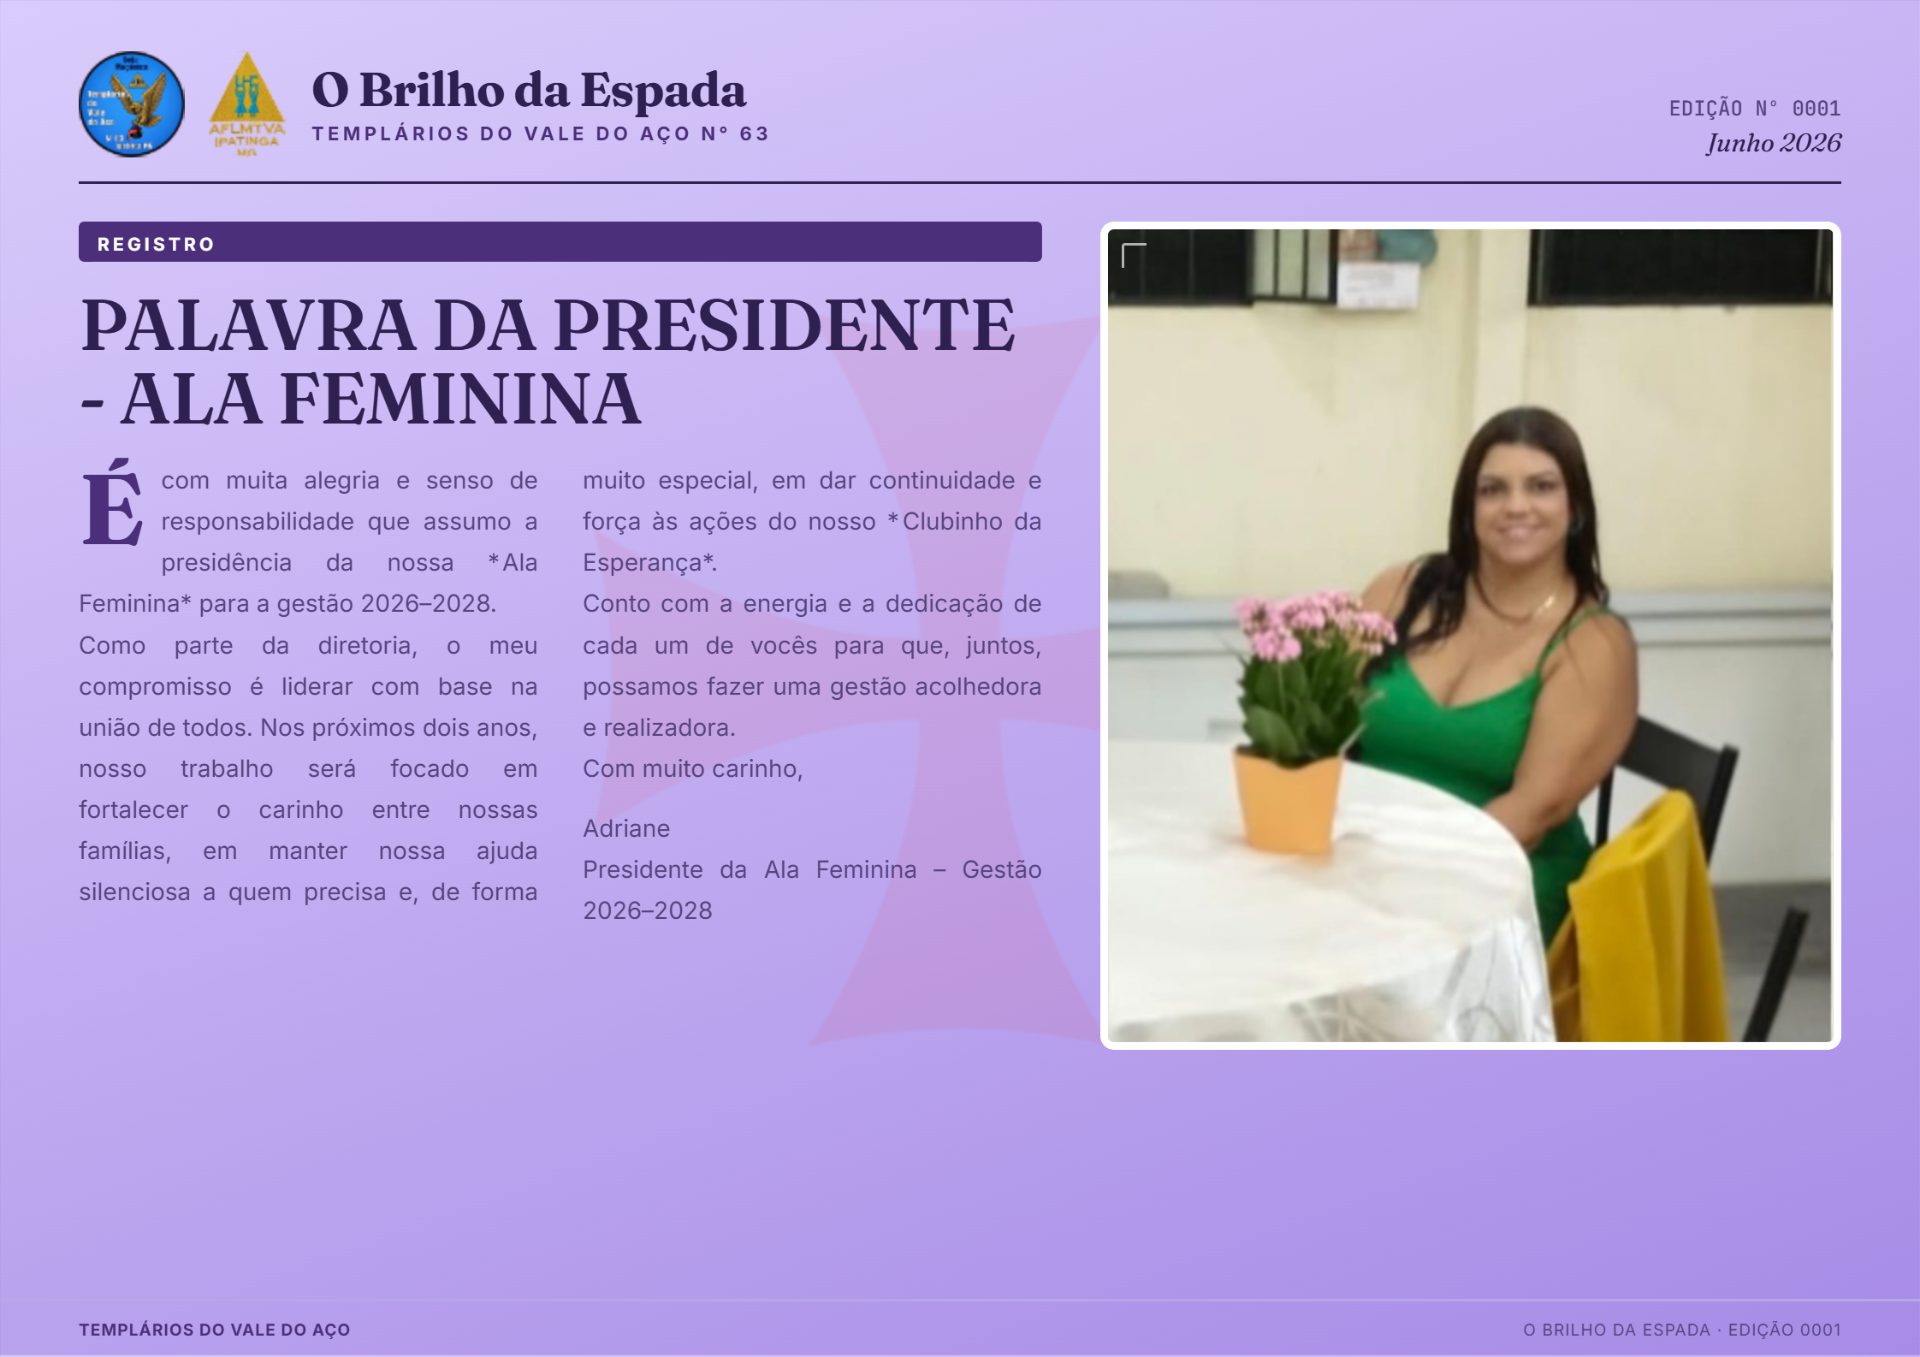 AFLMTVA
IPATINGA
MG
O Brilho da Espada
TEMPLÁRIOS DO VALE DO AÇO N° 63
EDIÇÃO N° 0001
Junho 2026
REGISTRO
PALAVRA DA PRESIDENTE
- ALA FEMININA
É com muita alegria e senso de
responsabilidade que assumo a
presidência da nossa *Ala
Feminina* para a gestão 2026–2028.
Como parte da diretoria, o meu
compromisso é liderar com base na
união de todos. Nos próximos dois anos,
nosso trabalho será focado em
fortalecer o carinho entre nossas
famílias, em manter nossa ajuda
silenciosa a quem precisa e, de forma
muito especial, em dar continuidade e
força às ações do nosso *Clubinho da
Esperança*.
Conto com a energia e a dedicação de
cada um de vocês para que, juntos,
possamos fazer uma gestão acolhedora
e realizadora.
Com muito carinho,
Adriane
Presidente da Ala Feminina – Gestão
2026–2028
TEMPLÁRIOS DO VALE DO AÇO
O BRILHO DA ESPADA · EDIÇÃO 0001